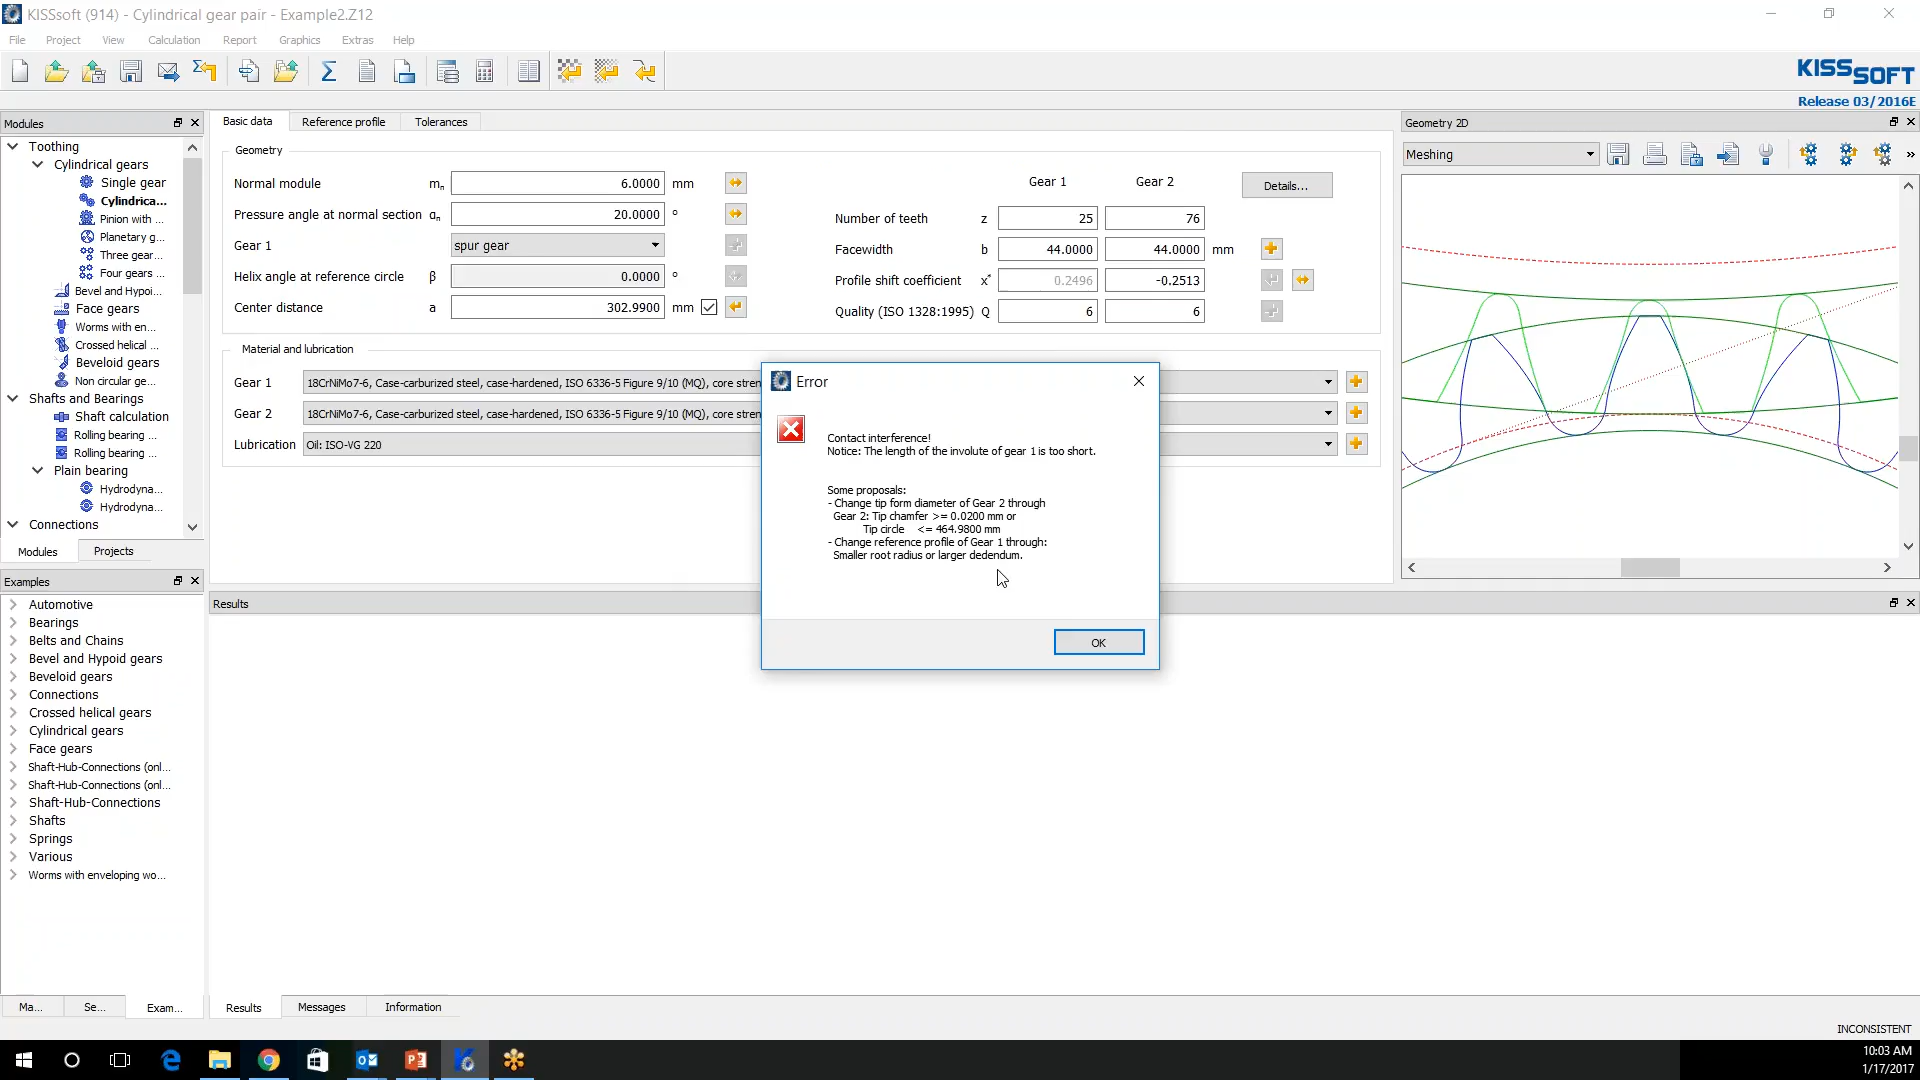 KISSsoft (914) - Cylindrical gear pair - Example2.Z12
File Project View Calculation Report Graphics Extras Help
KISSSOFT
Release 03/2016E
Modules
Toothing
Cylindrical gears
Single gear
Cylindrica...
Pinion with ...
Planetary g...
Three gear...
Four gears ...
Bevel and Hypoi...
Face gears
Worms with en...
Crossed helical ...
Beveloid gears
Non circular ge...
Shafts and Bearings
Shaft calculation
Rolling bearing ...
Rolling bearing ...
Plain bearing
Hydrodyna...
Hydrodyna...
Connections
Modules Projects
Examples
Automotive
Bearings
Belts and Chains
Bevel and Hypoid gears
Beveloid gears
Connections
Crossed helical gears
Cylindrical gears
Face gears
Shaft-Hub-Connections (onl...
Shaft-Hub-Connections (onl...
Shaft-Hub-Connections
Shafts
Springs
Various
Worms with enveloping wo...
Ma... Se... Exam...
Basic data Reference profile Tolerances
Geometry
Normal module mn 6.0000 mm
Pressure angle at normal section αn 20.0000 °
Gear 1 spur gear
Helix angle at reference circle β 0.0000 °
Center distance a 302.9900 mm
Gear 1 Gear 2 Details...
Number of teeth z 25 76
Facewidth b 44.0000 44.0000 mm
Profile shift coefficient x* 0.2496 -0.2513
Quality (ISO 1328:1995) Q 6 6
Material and lubrication
Gear 1 18CrNiMo7-6, Case-carburized steel, case-hardened, ISO 6336-5 Figure 9/10 (MQ), core stren
Gear 2 18CrNiMo7-6, Case-carburized steel, case-hardened, ISO 6336-5 Figure 9/10 (MQ), core stren
Lubrication Oil: ISO-VG 220
Error
Contact interference!
Notice: The length of the involute of gear 1 is too short.
Some proposals:
- Change tip form diameter of Gear 2 through
Gear 2: Tip chamfer >= 0.0200 mm or
Tip circle <= 464.9800 mm
- Change reference profile of Gear 1 through:
Smaller root radius or larger dedendum.
OK
Geometry 2D
Meshing
»
Results
Results Messages Information
INCONSISTENT
10:03 AM
1/17/2017